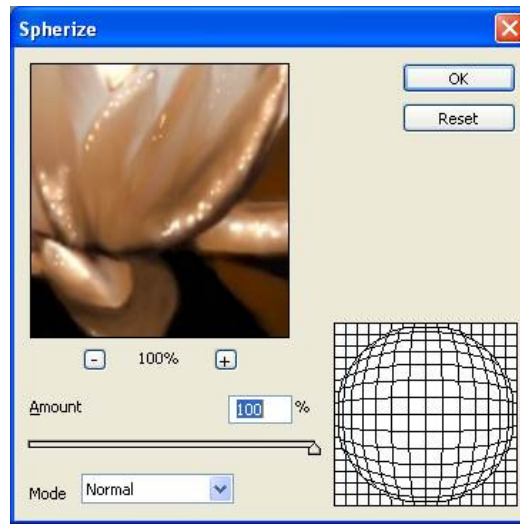 Spherize
OK
Reset
- 100% +
Amount 100 %
Mode Normal